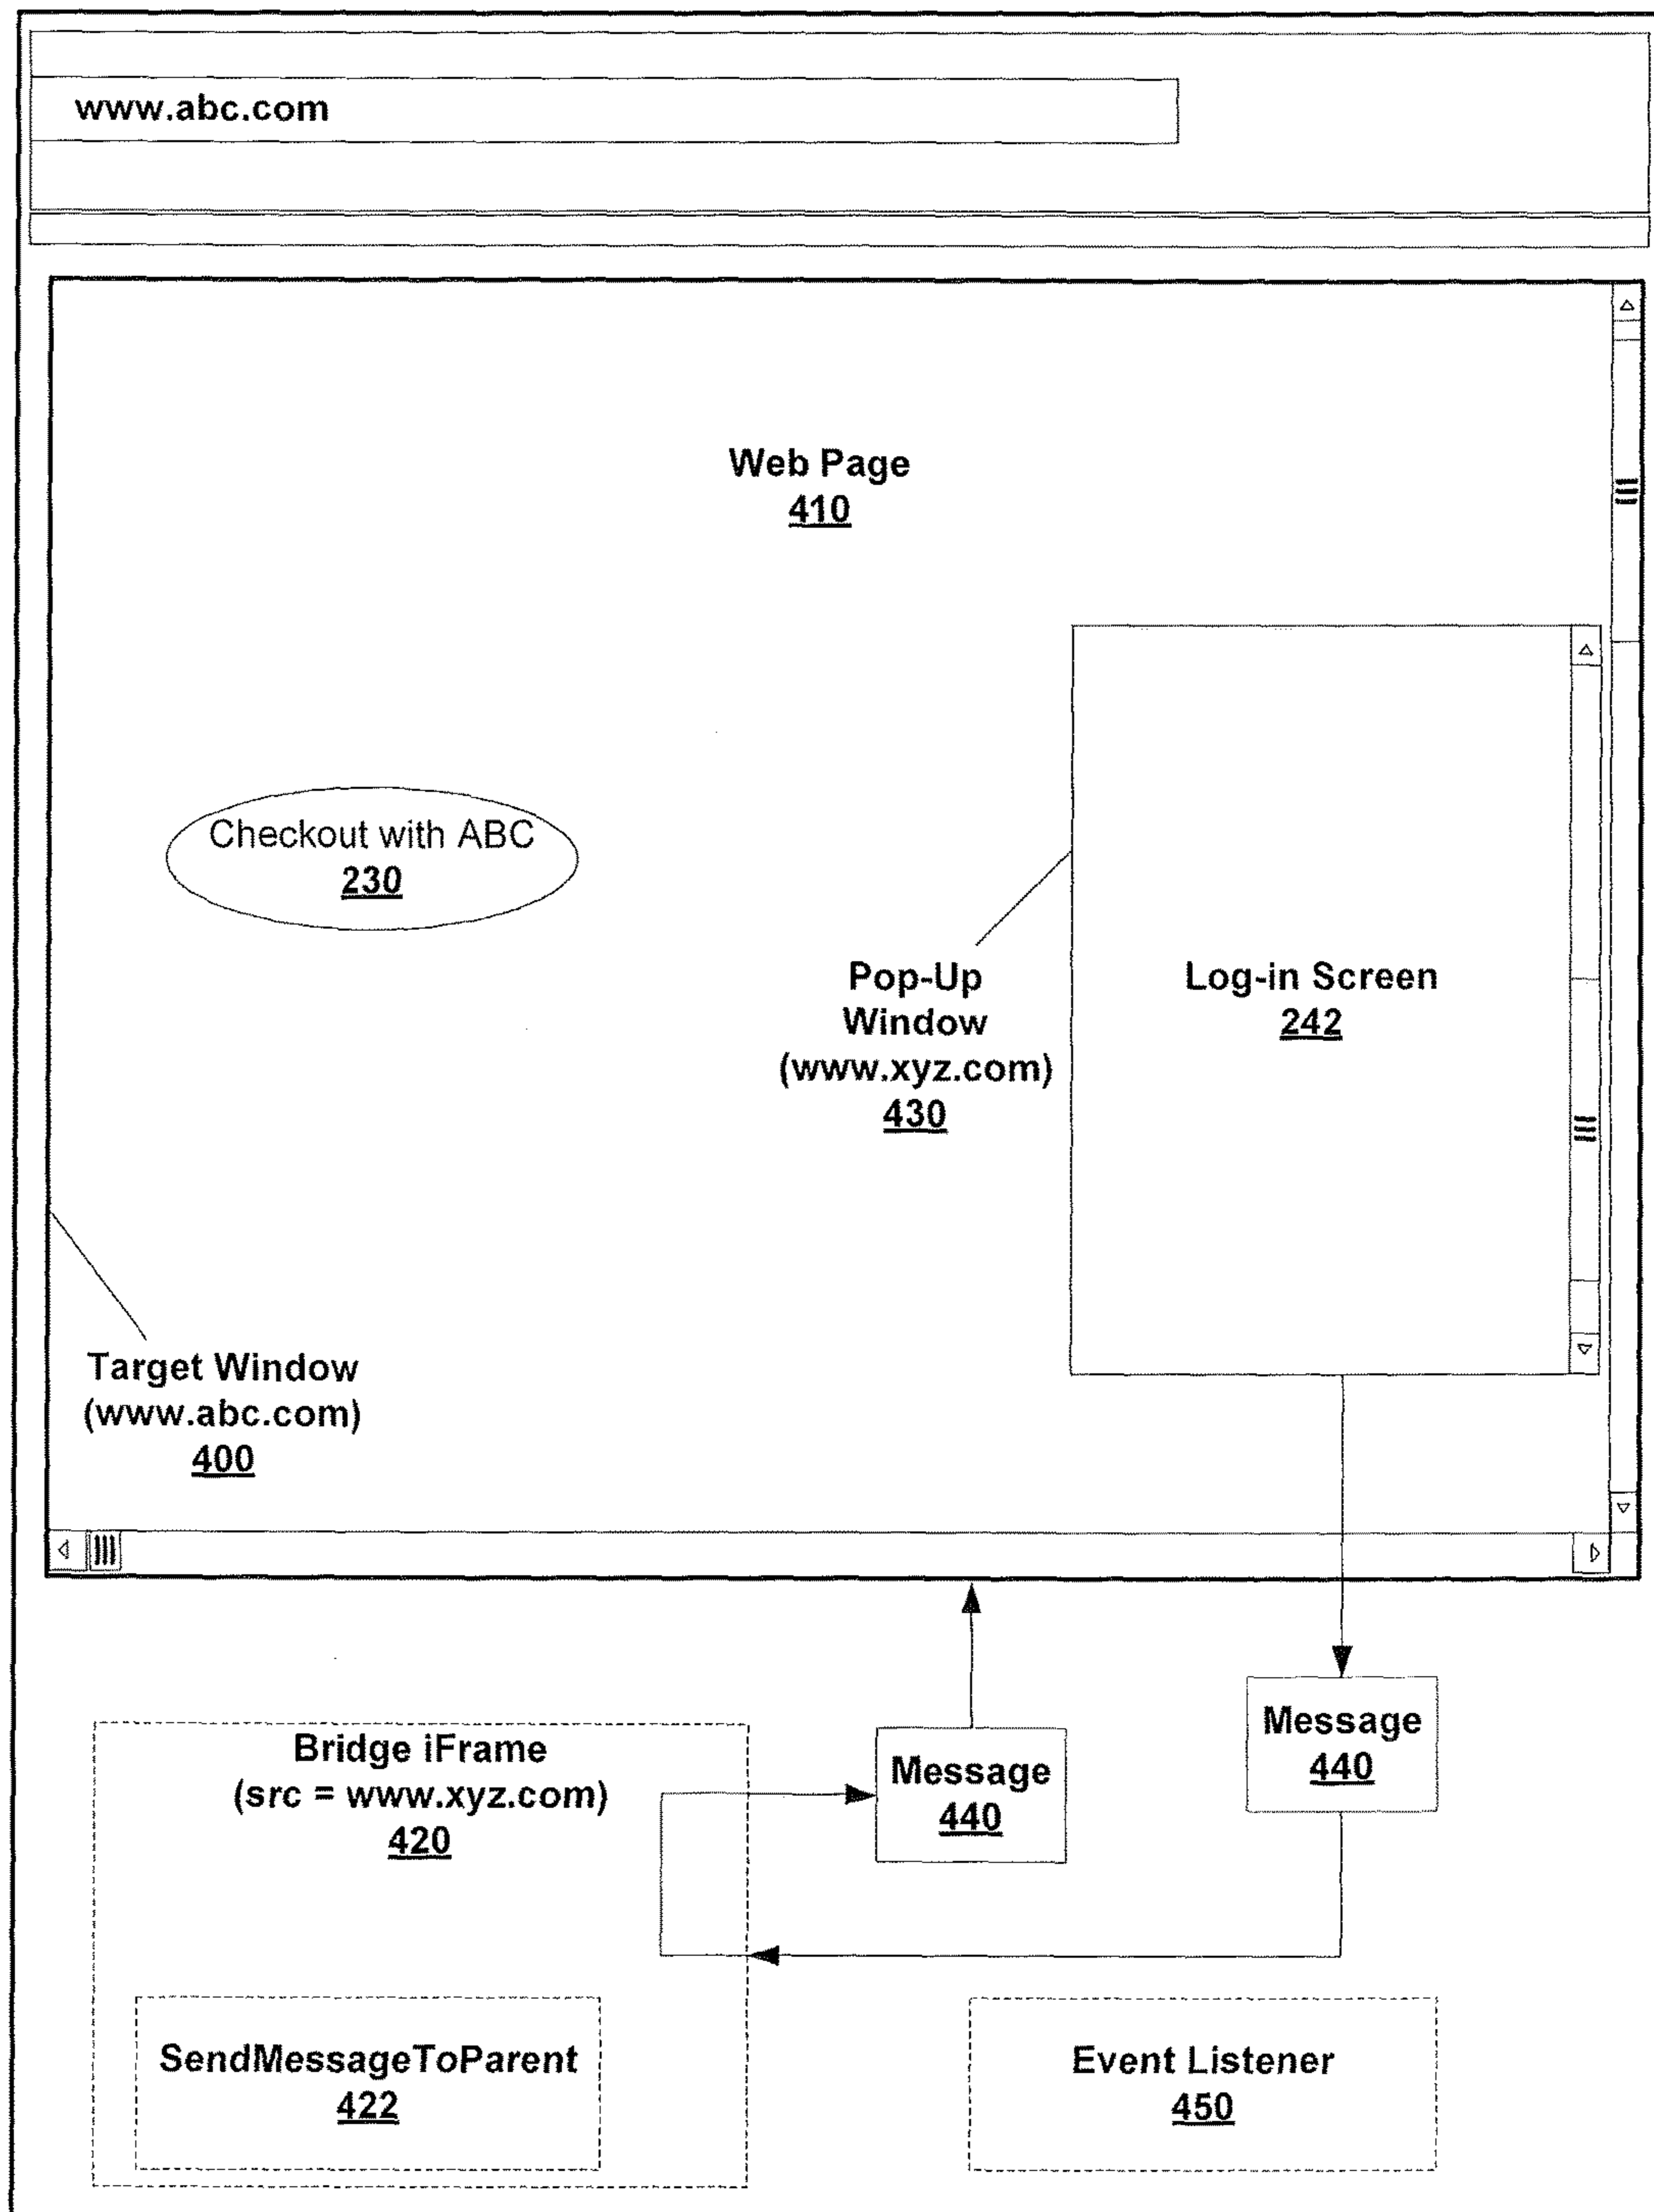 www.abc.com
Web Page
410
Checkout with ABC
230
Pop-Up
Window
(www.xyz.com)
430
Log-in Screen
242
Target Window
(www.abc.com)
400
Bridge iFrame
(src = www.xyz.com)
420
Message
440
Message
440
SendMessageToParent
422
Event Listener
450